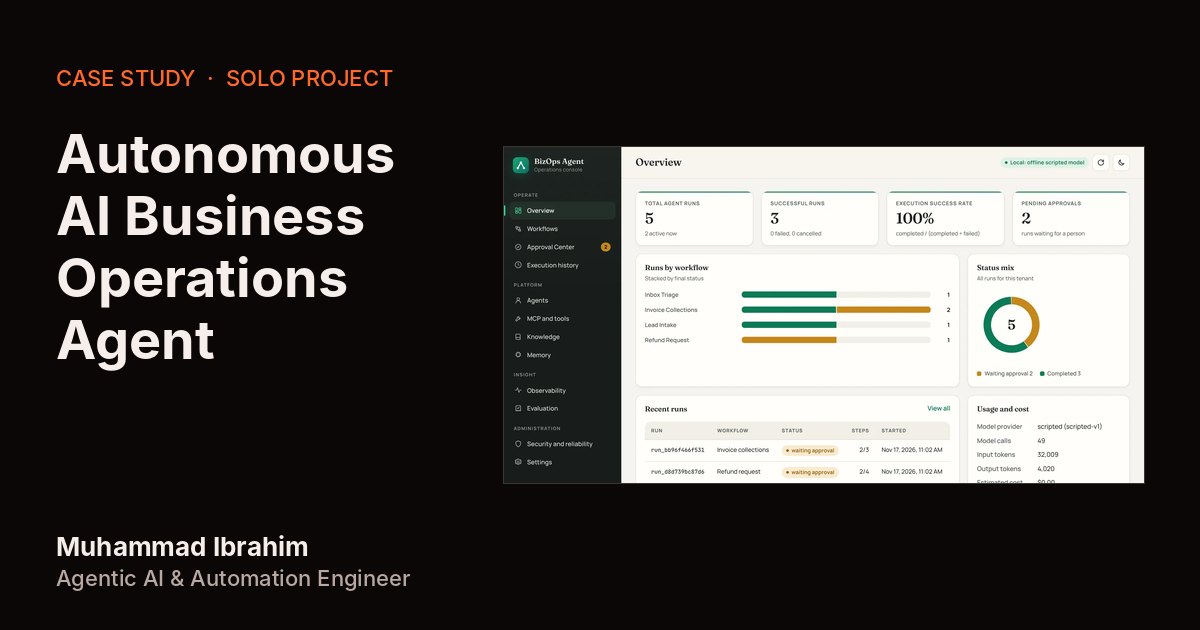 CASE STUDY · SOLO PROJECT
Autonomous
AI Business
Operations
Agent
Muhammad Ibrahim
Agentic AI & Automation Engineer
BizOps Agent
Operations console
OPERATE
Overview
Workflows
Approval Center 2
Execution history
PLATFORM
Agents
MCP and tools
Knowledge
Memory
INSIGHT
Observability
Evaluation
ADMINISTRATION
Security and reliability
Settings
Overview
Local: offline scripted model
TOTAL AGENT RUNS
5
2 active now
SUCCESSFUL RUNS
3
0 failed, 0 cancelled
EXECUTION SUCCESS RATE
100%
completed / (completed + failed)
PENDING APPROVALS
2
runs waiting for a person
Runs by workflow
Stacked by final status
Inbox Triage 1
Invoice Collections 2
Lead Intake 1
Refund Request 1
Status mix
All runs for this tenant
5
Waiting approval 2 Completed 3
Recent runs View all
RUN WORKFLOW STATUS STEPS STARTED
run_bb96f466f531 Invoice collections waiting approval 2/3 Nov 17, 2026, 11:02 AM
run_d8d739bc87d6 Refund request waiting approval 2/4 Nov 17, 2026, 11:02 AM
Usage and cost
Model provider scripted (scripted-v1)
Model calls 49
Input tokens 32,009
Output tokens 4,020
Estimated cost $0.00